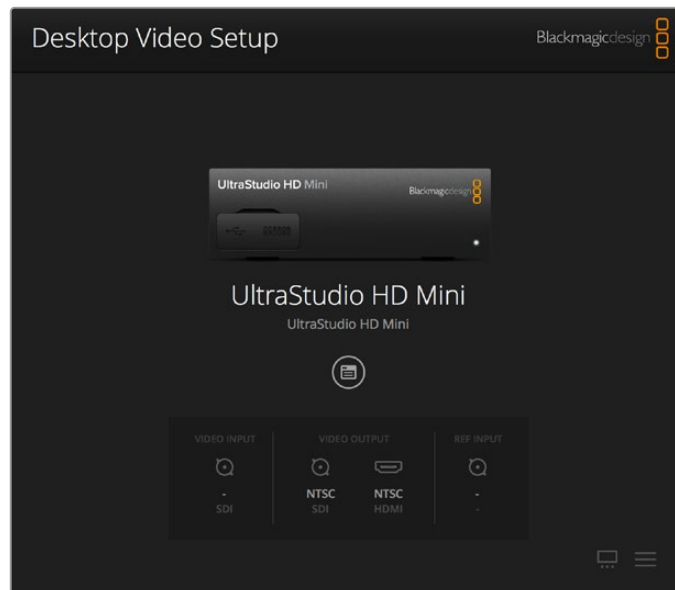 Desktop Video Setup
Blackmagicdesign
UltraStudio HD Mini
Blackmagicdesign
UltraStudio HD Mini
UltraStudio HD Mini
VIDEO INPUT VIDEO OUTPUT REF INPUT
- NTSC NTSC -
SDI SDI HDMI -